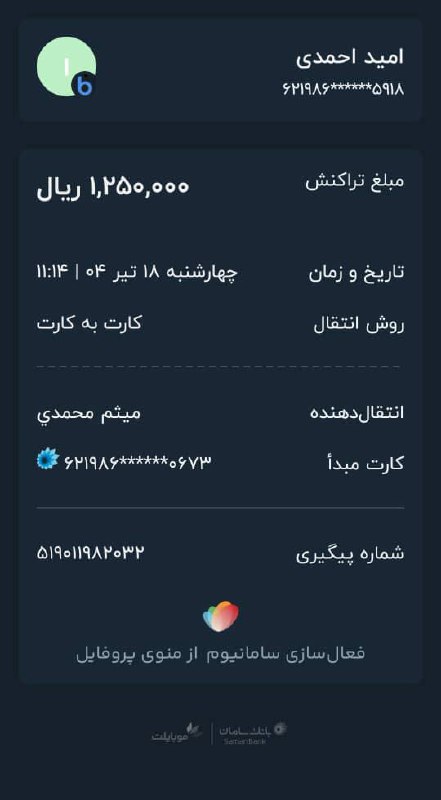 ا
b
امید احمدی
۶۲۱۹۸۶******۵۹۱۸
مبلغ تراکنش ۱,۲۵۰,۰۰۰ ریال
تاریخ و زمان چهارشنبه ۱۸ تیر ۰۴ | ۱۱:۱۴
روش انتقال کارت به کارت
انتقال‌دهنده میثم محمدي
کارت مبدأ ۶۲۱۹۸۶******۰۶۷۳
شماره پیگیری ۵۱۹۰۱۱۹۸۲۰۳۲
فعال‌سازی سامانیوم از منوی پروفایل
بانک سامان | موبایلت
Saman Bank